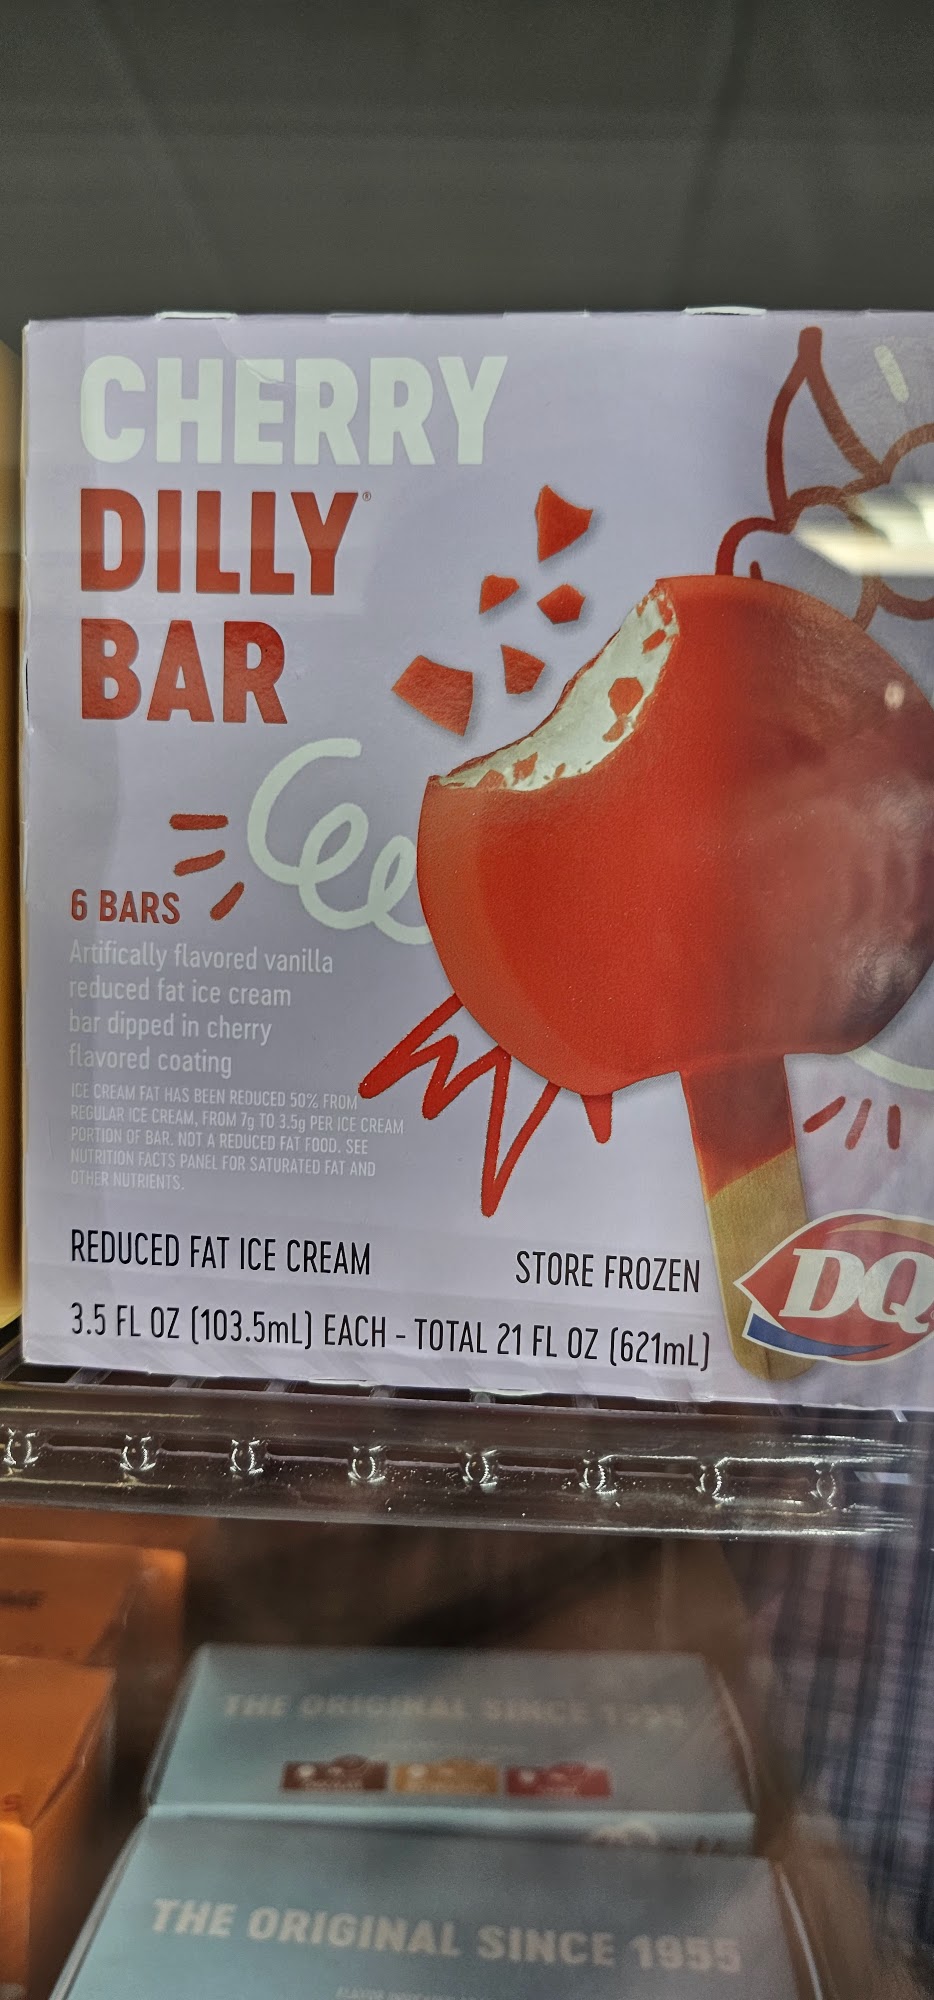 CHERRY
DILLY®
BAR
6 BARS
Artifically flavored vanilla
reduced fat ice cream
bar dipped in cherry
flavored coating
ICE CREAM FAT HAS BEEN REDUCED 50% FROM
REGULAR ICE CREAM, FROM 7g TO 3.5g PER ICE CREAM
PORTION OF BAR. NOT A REDUCED FAT FOOD. SEE
NUTRITION FACTS PANEL FOR SATURATED FAT AND
OTHER NUTRIENTS.
REDUCED FAT ICE CREAM
STORE FROZEN
3.5 FL OZ (103.5mL) EACH - TOTAL 21 FL OZ (621mL)
DQ
THE ORIGINAL SINCE 1955
THE ORIGINAL SINCE 1955